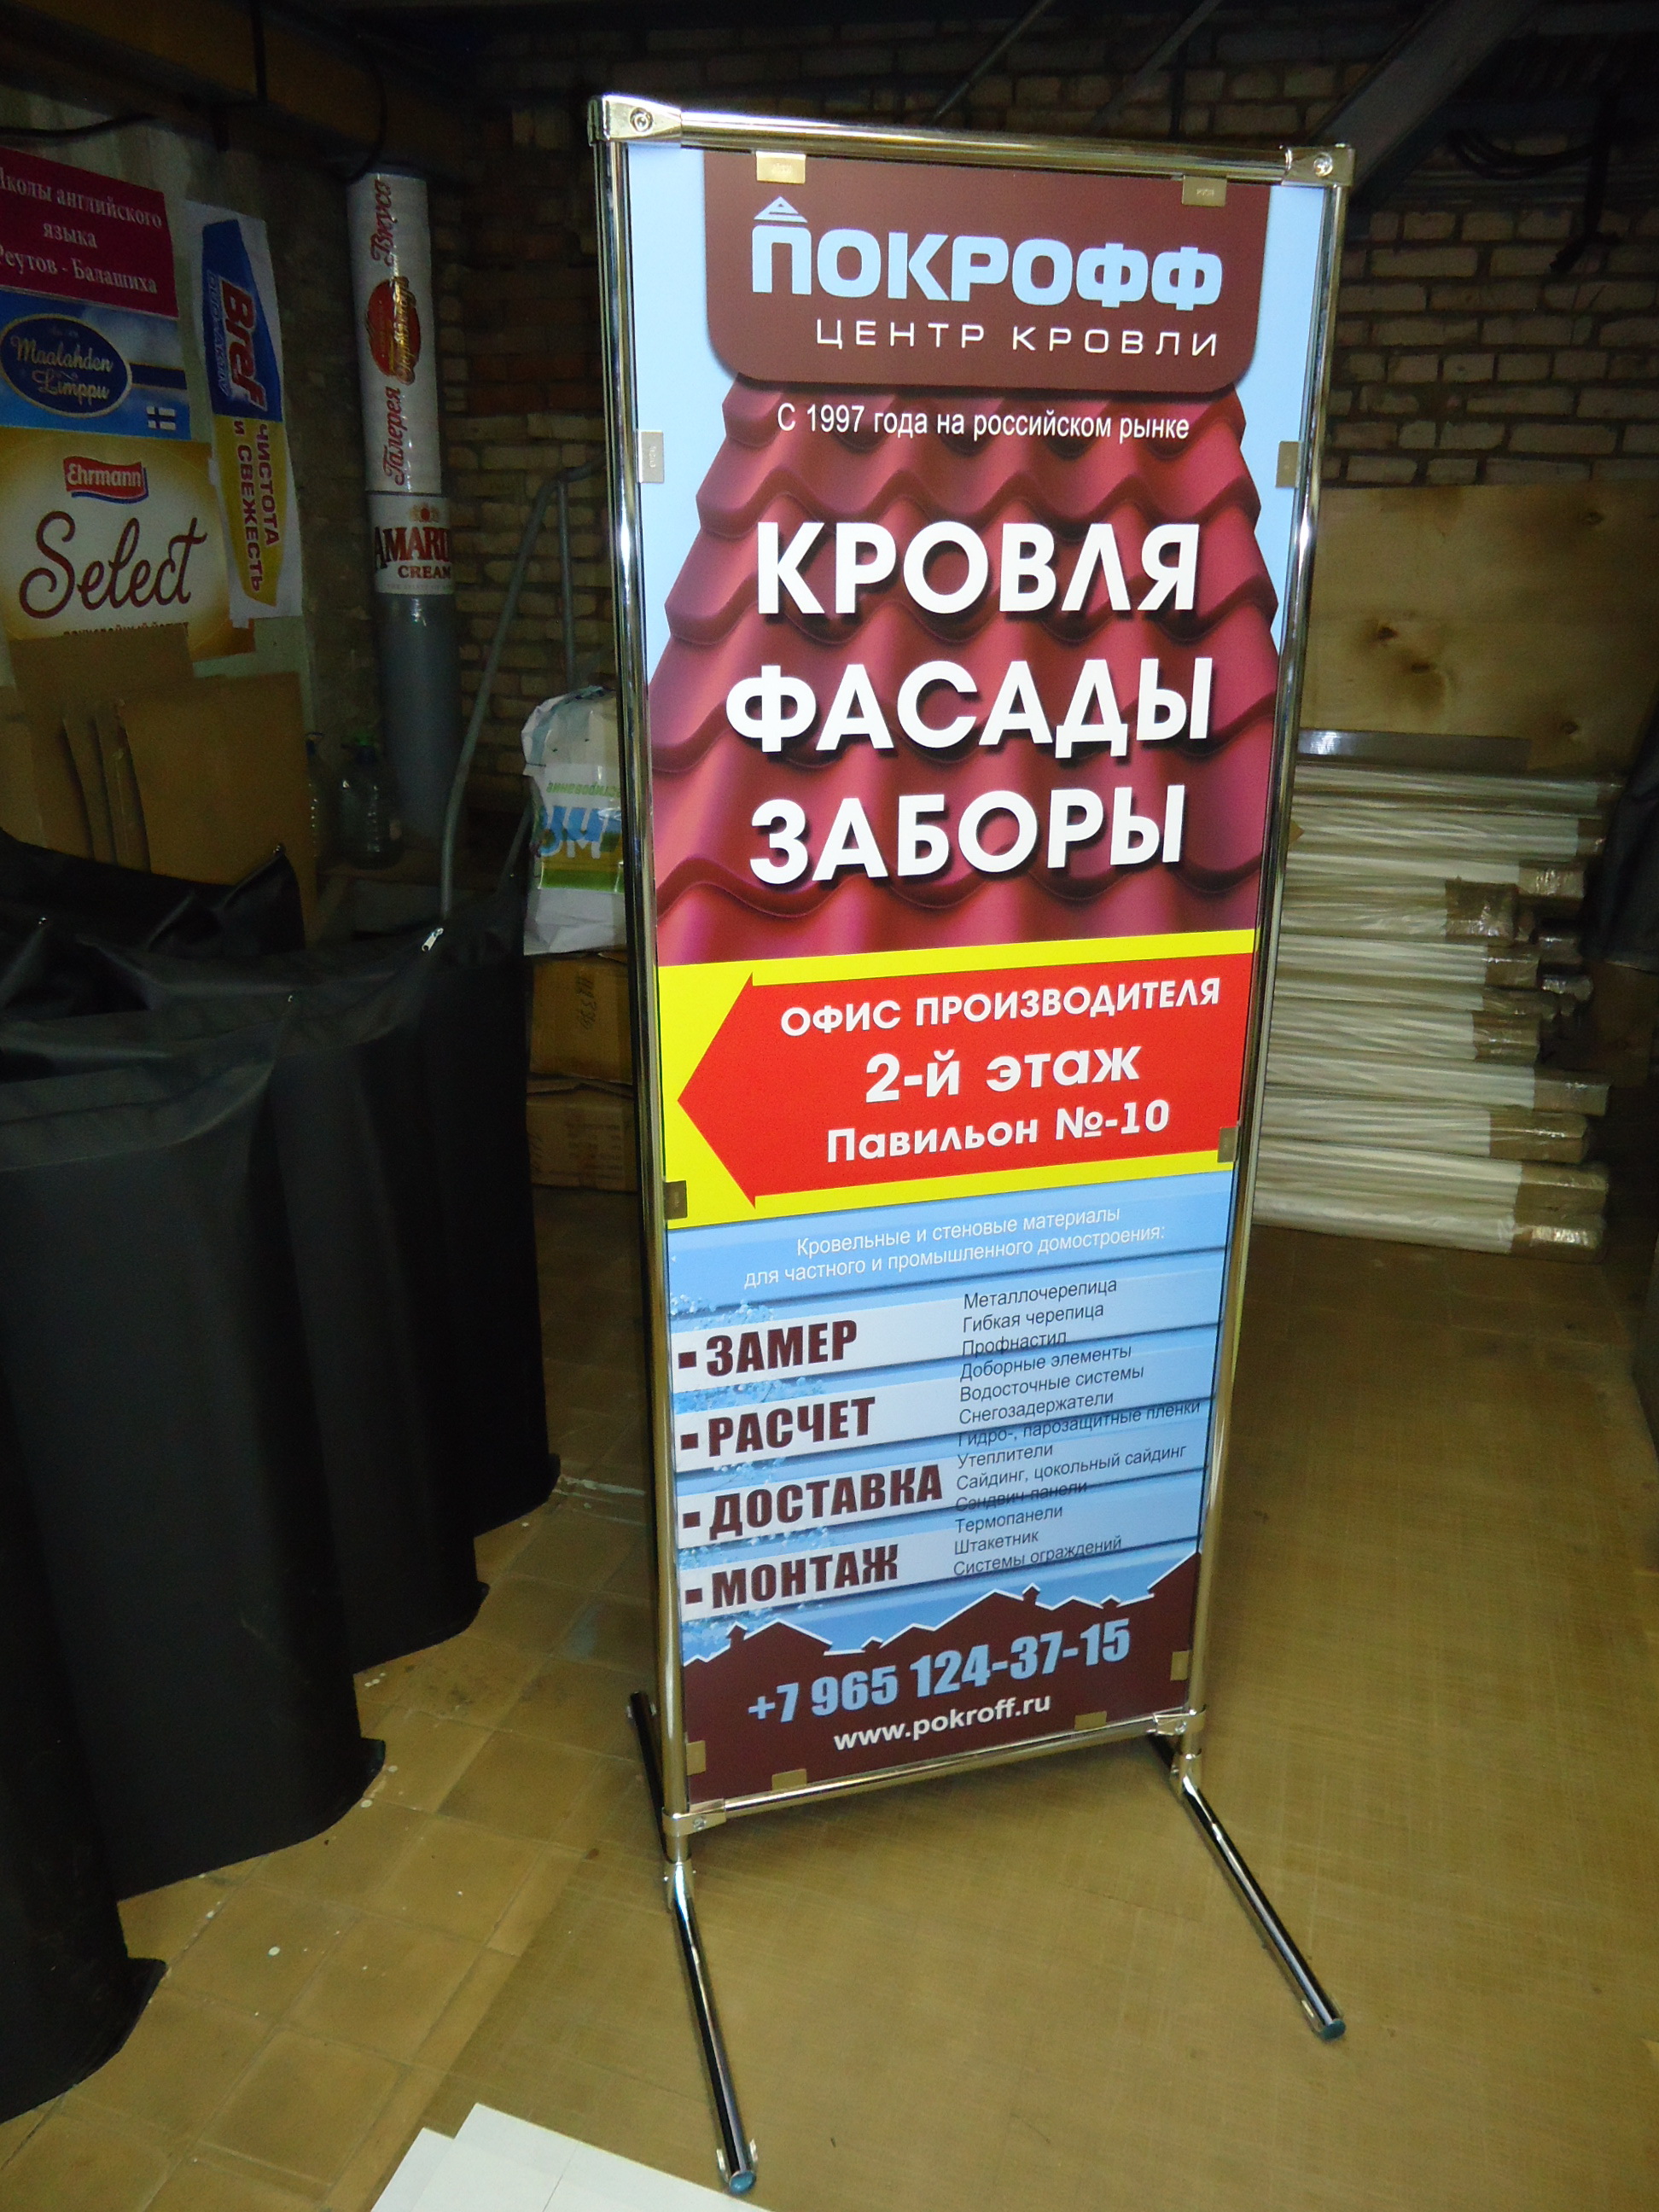 ПОКРОФФ
ЦЕНТР КРОВЛИ
С 1997 года на российском рынке
КРОВЛЯ
ФАСАДЫ
ЗАБОРЫ
ОФИС ПРОИЗВОДИТЕЛЯ
2-й этаж
Павильон №-10
Кровельные и стеновые материалы
для частного и промышленного домостроения:
▪ЗАМЕР
▪РАСЧЕТ
▪ДОСТАВКА
▪МОНТАЖ
Металлочерепица
Гибкая черепица
Профнастил
Доборные элементы
Водосточные системы
Снегозадержатели
Гидро-, парозащитные пленки
Утеплители
Сайдинг, цокольный сайдинг
Сэндвич-панели
Термопанели
Штакетник
Системы ограждений
+7 965 124-37-15
www.pokroff.ru
английского
языка
Реутов - Балашиха
Maalahden
Limppu
Ehrmann
Select
Bref
ЧИСТОТА
И СВЕЖЕСТЬ
Галерея
Вкуса
CREAM